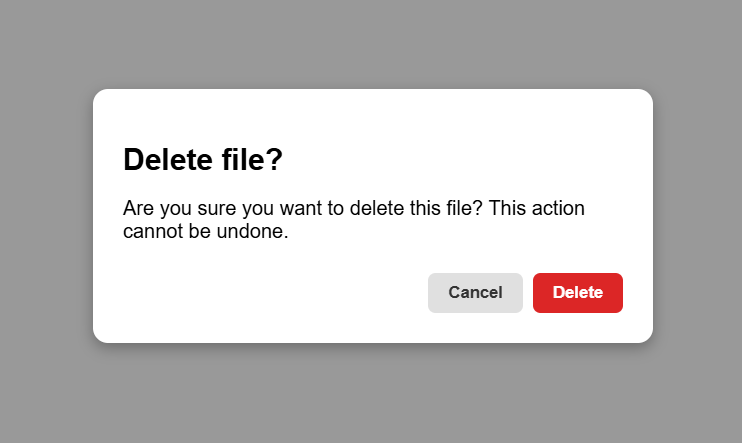 Delete file?
Are you sure you want to delete this file? This action
cannot be undone.
Cancel
Delete